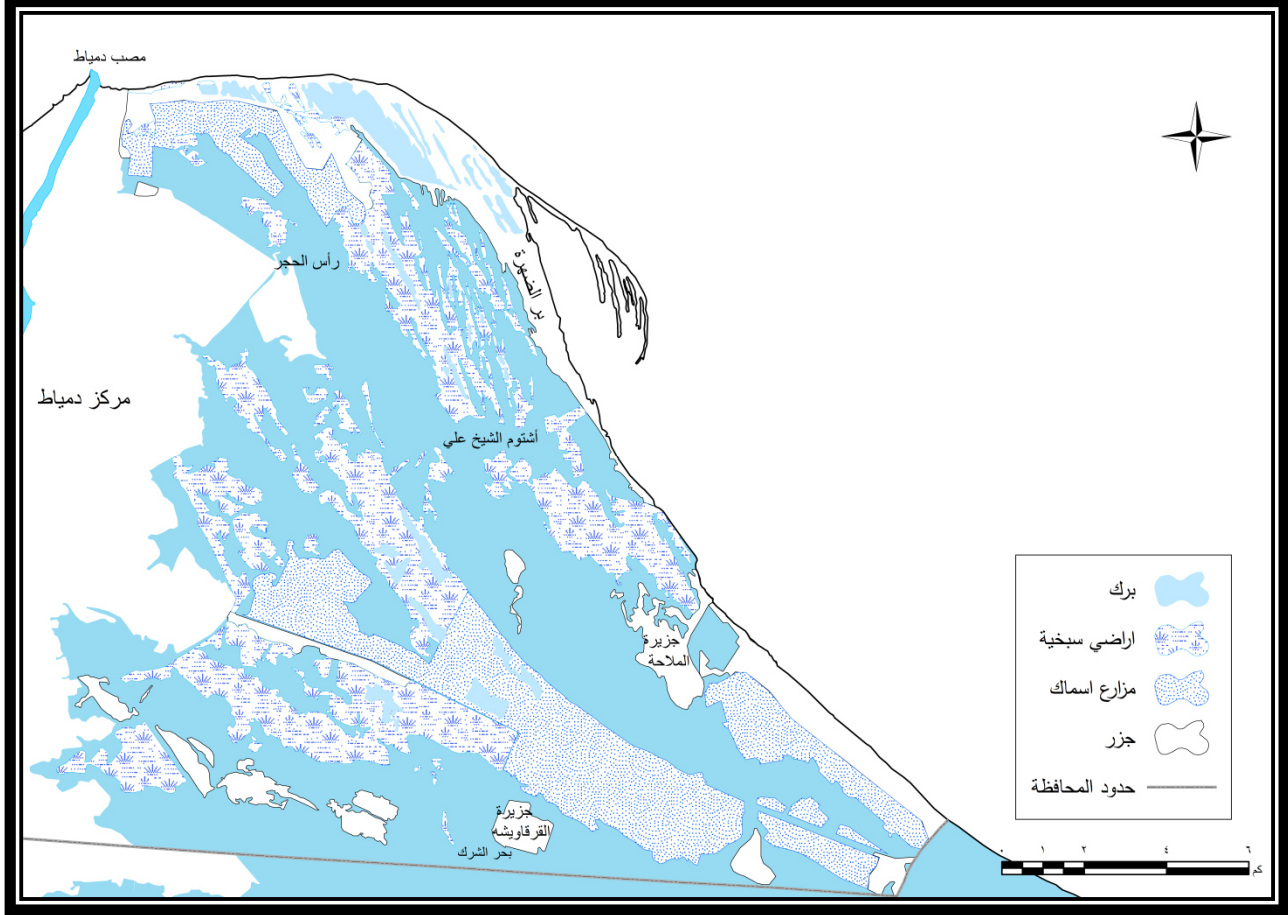 مصب دمياط
رأس الحجر
بر الضهرة
مركز دمياط
أشتوم الشيخ علي
جزيرة
الملاحة
جزيرة
القرقاويشه
بحر الشرك
برك
اراضي سبخية
مزارع اسماك
جزر
حدود المحافظة
٠ ١ ٢ ٤ ٦
كم